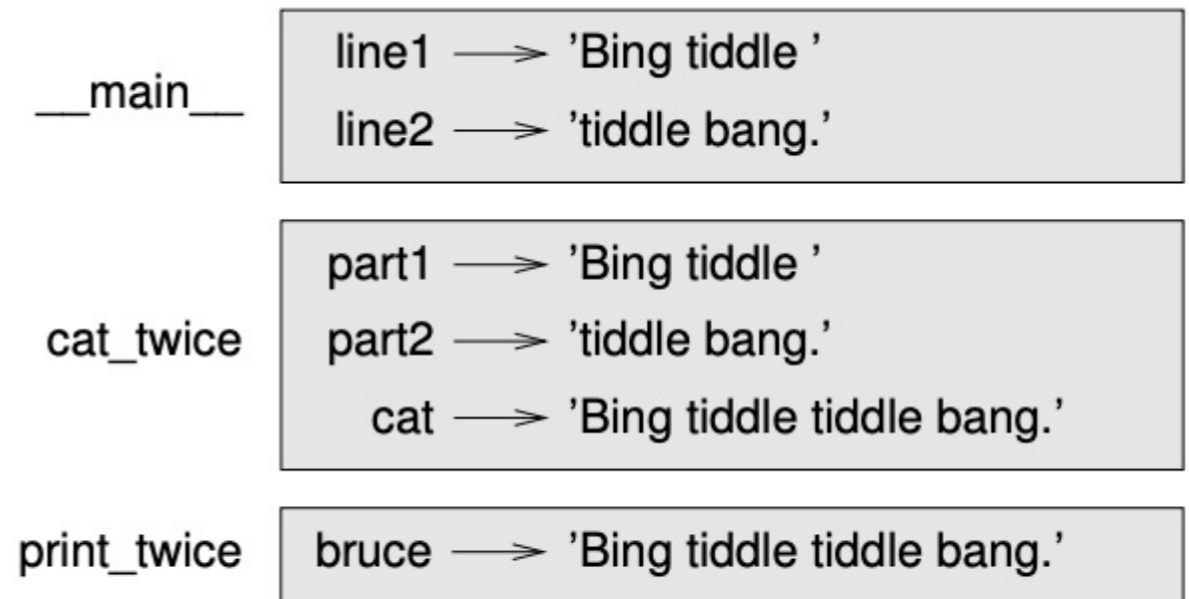 __main__
line1 → 'Bing tiddle ’
line2 → ’tiddle bang.’
cat_twice
part1 → ’Bing tiddle ’
part2 → ’tiddle bang.’
cat → ’Bing tiddle tiddle bang.’
print_twice
bruce → ’Bing tiddle tiddle bang.’